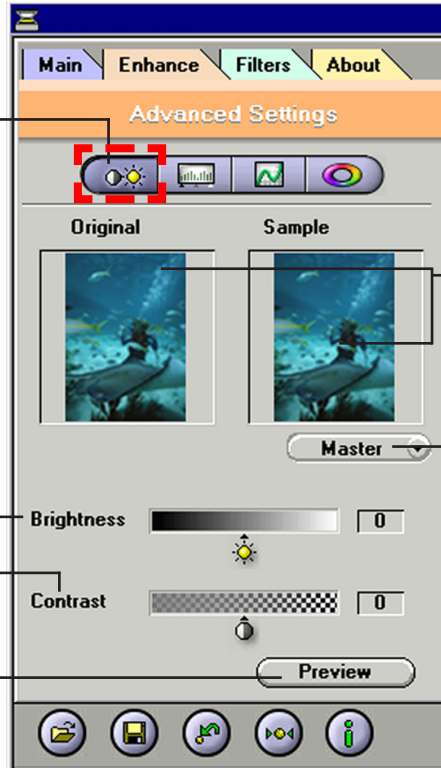 Main Enhance Filters About
Advanced Settings
Original Sample
Master
Brightness 0
Contrast 0
Preview